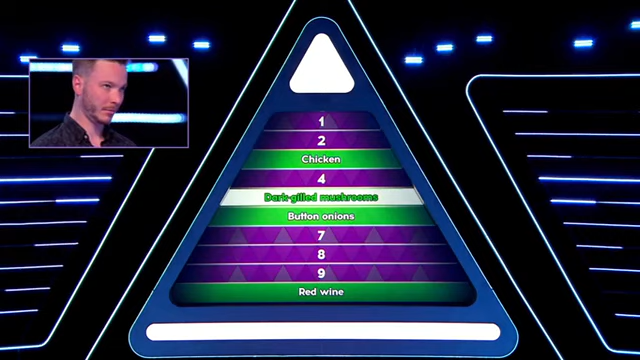 1
2
Chicken
4
Dark-gilled mushrooms
Button onions
7
8
9
Red wine